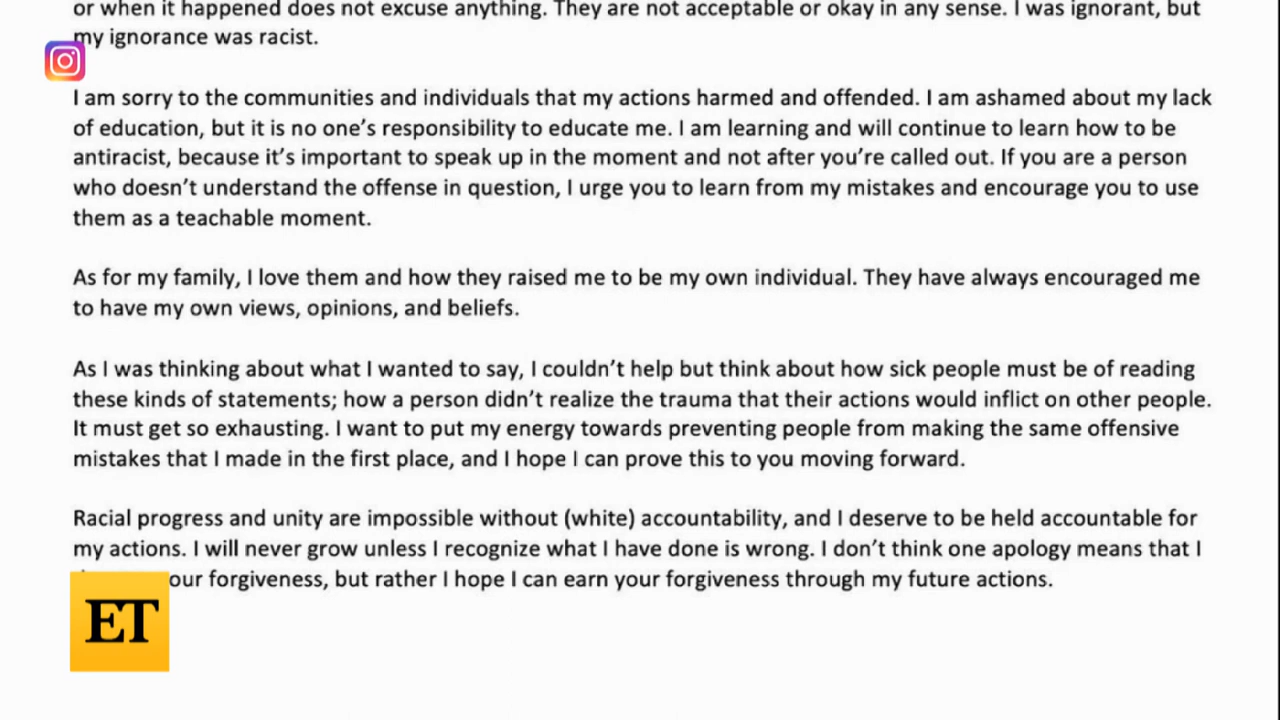 or when it happened does not excuse anything. They are not acceptable or okay in any sense. I was ignorant, but
my ignorance was racist.
I am sorry to the communities and individuals that my actions harmed and offended. I am ashamed about my lack
of education, but it is no one's responsibility to educate me. I am learning and will continue to learn how to be
antiracist, because it's important to speak up in the moment and not after you're called out. If you are a person
who doesn't understand the offense in question, I urge you to learn from my mistakes and encourage you to use
them as a teachable moment.
As for my family, I love them and how they raised me to be my own individual. They have always encouraged me
to have my own views, opinions, and beliefs.
As I was thinking about what I wanted to say, I couldn't help but think about how sick people must be of reading
these kinds of statements; how a person didn't realize the trauma that their actions would inflict on other people.
It must get so exhausting. I want to put my energy towards preventing people from making the same offensive
mistakes that I made in the first place, and I hope I can prove this to you moving forward.
Racial progress and unity are impossible without (white) accountability, and I deserve to be held accountable for
my actions. I will never grow unless I recognize what I have done is wrong. I don't think one apology means that I
our forgiveness, but rather I hope I can earn your forgiveness through my future actions.
ET